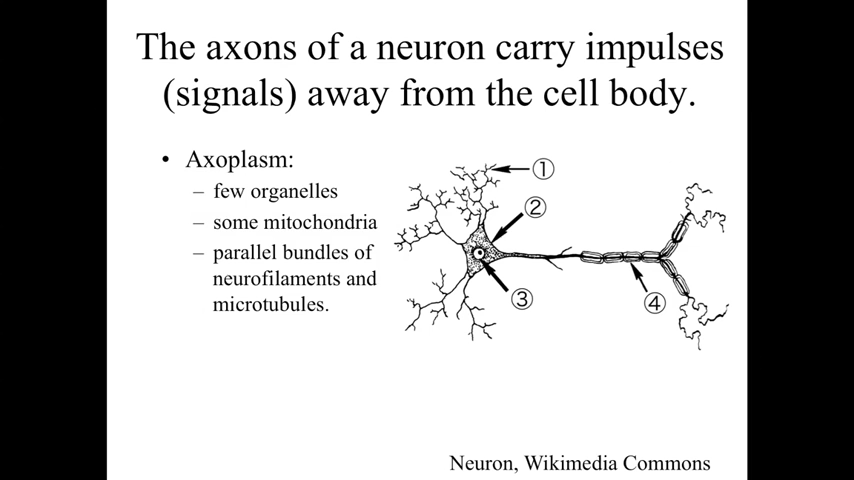 The axons of a neuron carry impulses
(signals) away from the cell body.
• Axoplasm:
– few organelles
– some mitochondria
– parallel bundles of
neurofilaments and
microtubules.
①
②
③
④
Neuron, Wikimedia Commons